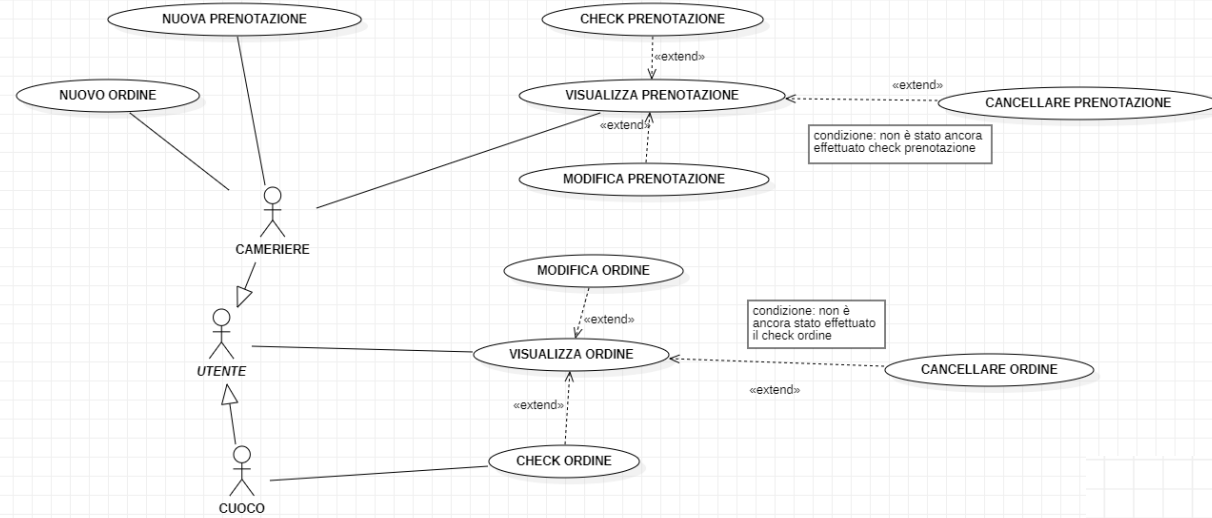 NUOVA PRENOTAZIONE
CHECK PRENOTAZIONE
«extend»
NUOVO ORDINE
VISUALIZZA PRENOTAZIONE
«extend»
CANCELLARE PRENOTAZIONE
«extend»
condizione: non è stato ancora
effettuato check prenotazione
MODIFICA PRENOTAZIONE
CAMERIERE
MODIFICA ORDINE
«extend»
condizione: non è
ancora stato effettuato
il check ordine
UTENTE
VISUALIZZA ORDINE
CANCELLARE ORDINE
«extend»
«extend»
CHECK ORDINE
CUOCO